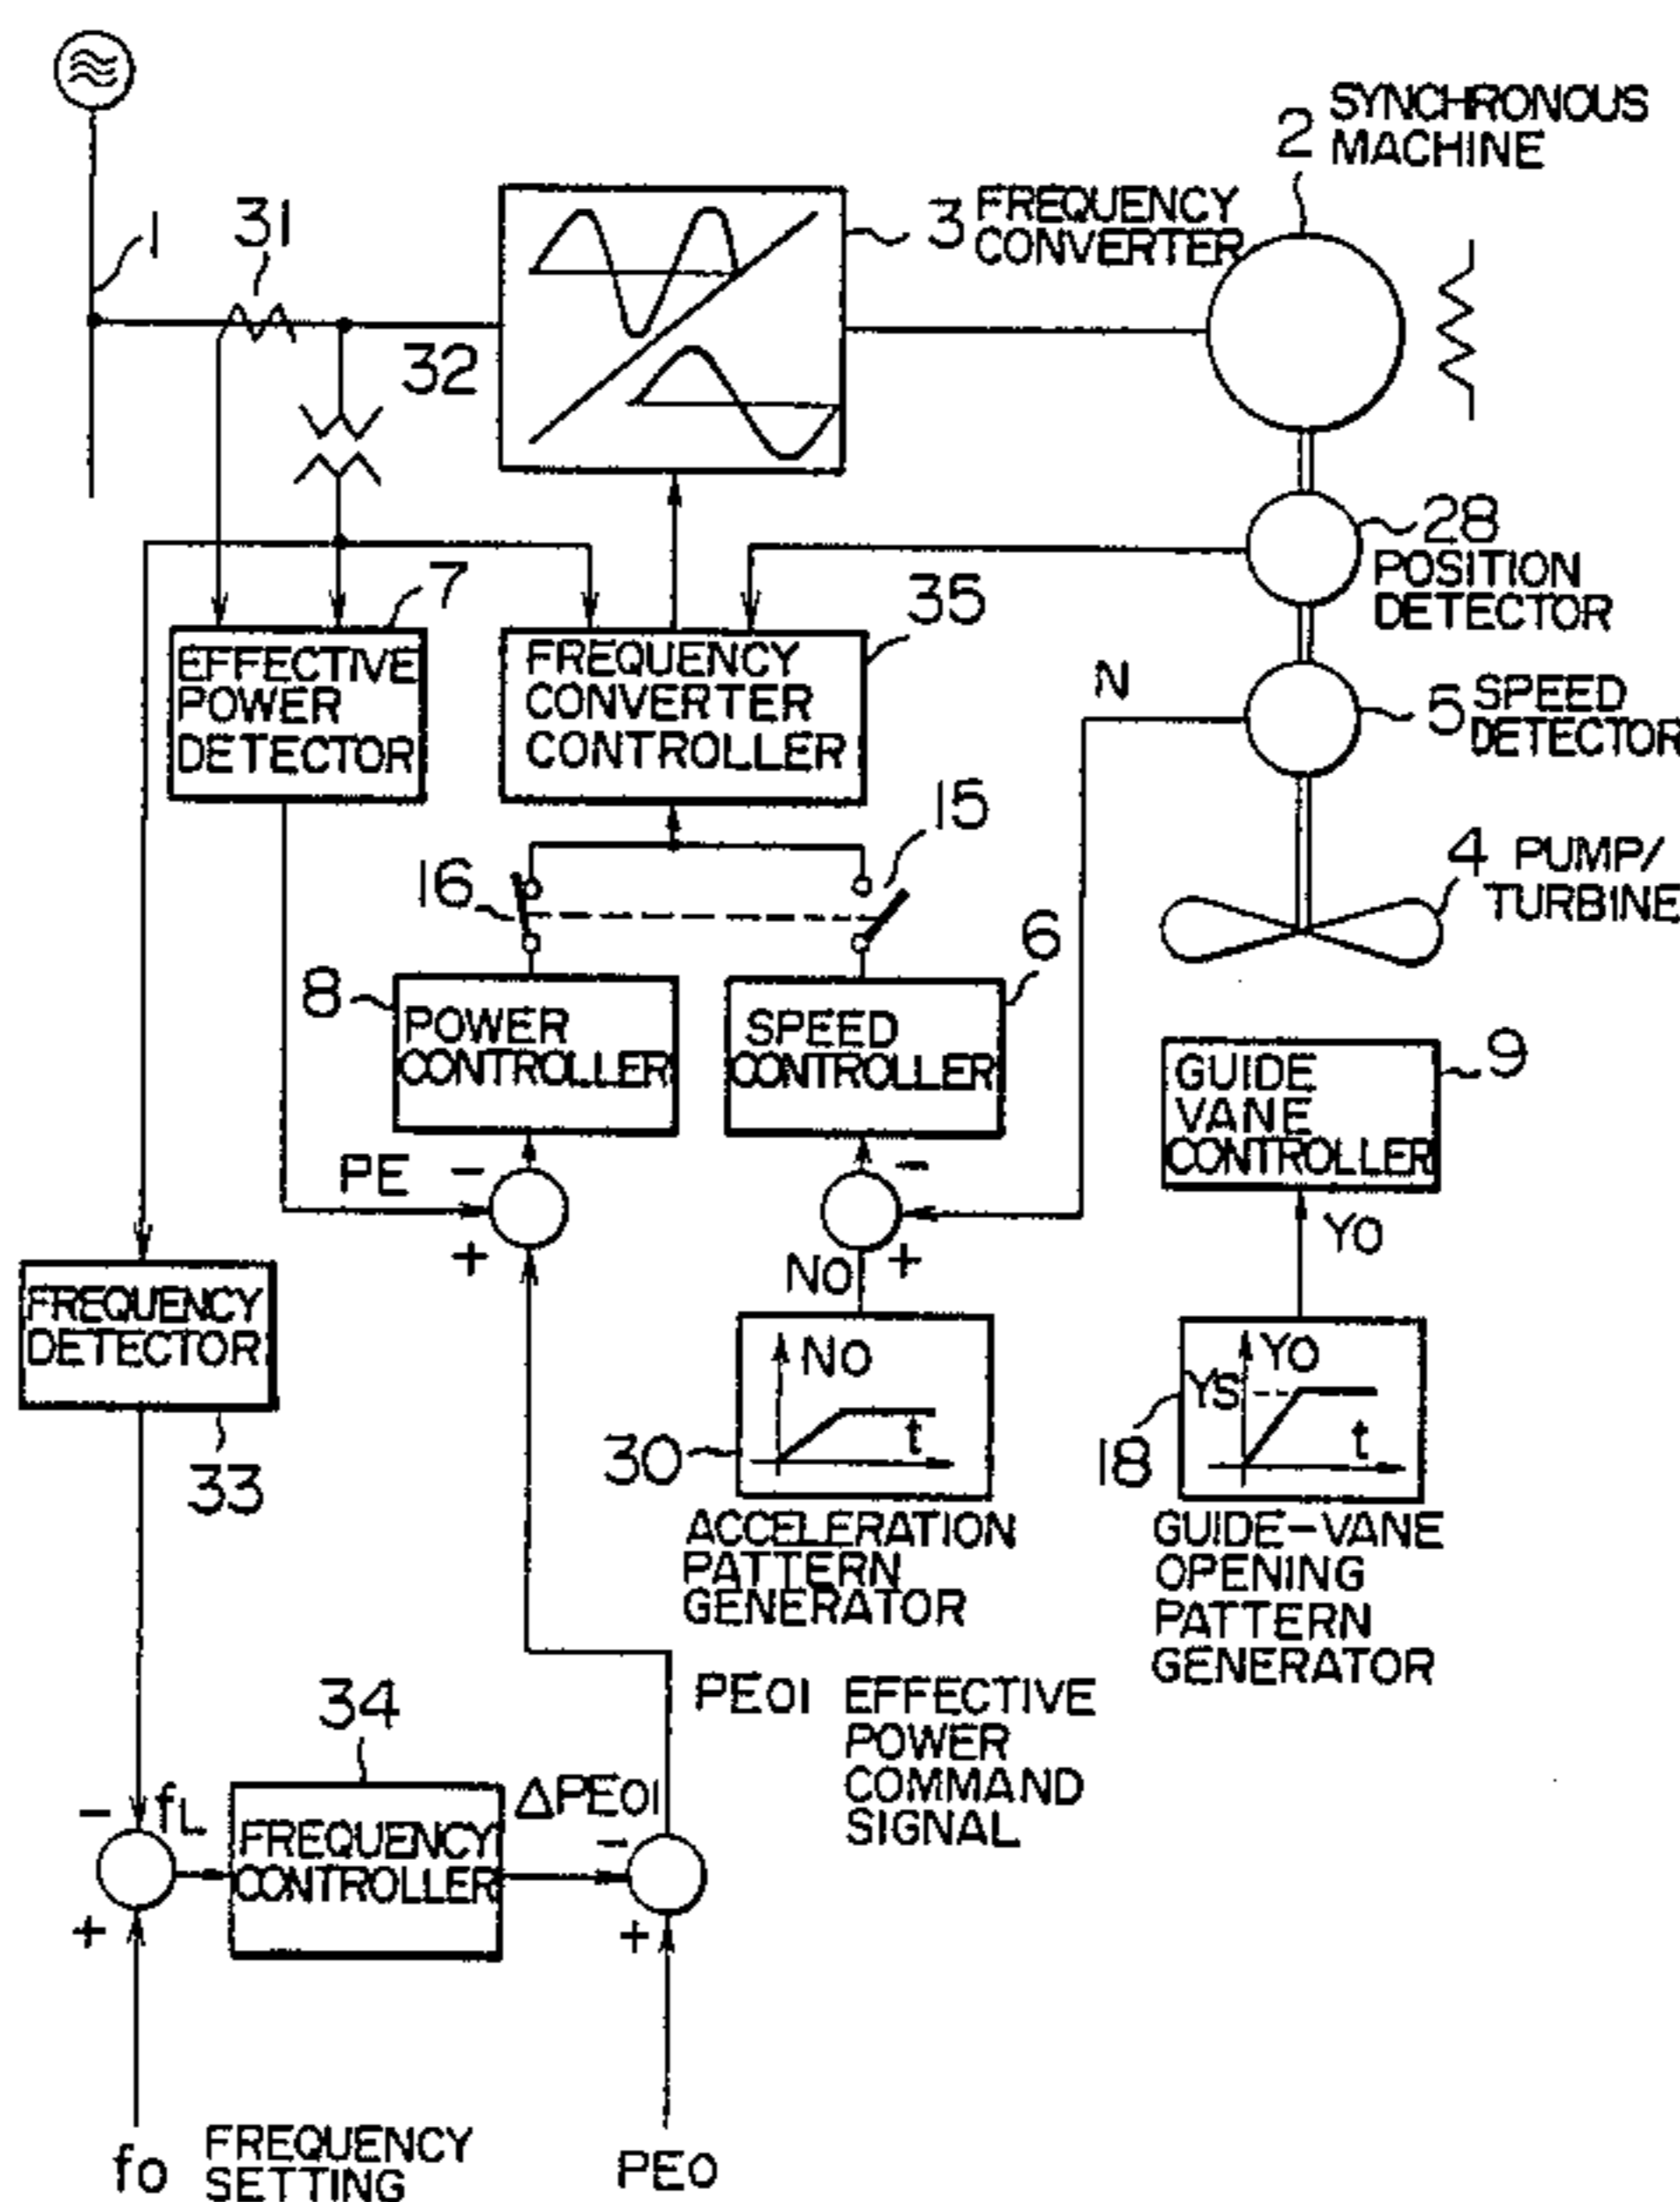 2 SYNCHRONOUS
MACHINE
1
31
3 FREQUENCY
CONVERTER
32
28
POSITION
DETECTOR
7
35
EFFECTIVE
POWER
DETECTOR
FREQUENCY
CONVERTER
CONTROLLER
N
5 SPEED
DETECTOR
15
16
4 PUMP/
TURBINE
6
8
POWER
CONTROLLER
SPEED
CONTROLLER
9
GUIDE
VANE
CONTROLLER
PE
-
+
-
+
NO
YO
FREQUENCY
DETECTOR
33
NO
t
30
ACCELERATION
PATTERN
GENERATOR
YO
YS
t
18
GUIDE-VANE
OPENING
PATTERN
GENERATOR
PE01 EFFECTIVE
POWER
COMMAND
SIGNAL
34
- fL
+
FREQUENCY
CONTROLLER
ΔPE01
-
+
fo FREQUENCY
SETTING
PEO